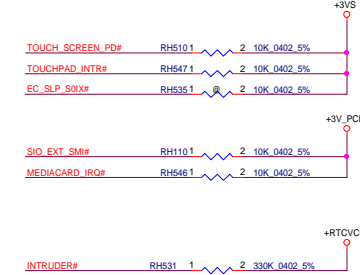 +3VS
TOUCH_SCREEN_PD# RH510 1 2 10K_0402_5%
TOUCHPAD_INTR# RH547 1 2 10K_0402_5%
EC_SLP_S0IX# RH535 1 @ 2 10K_0402_5%
+3V_PC
SIO_EXT_SMI# RH110 1 2 10K_0402_5%
MEDIACARD_IRQ# RH546 1 2 10K_0402_5%
+RTCVC
INTRUDER# RH531 1 2 330K_0402_5%